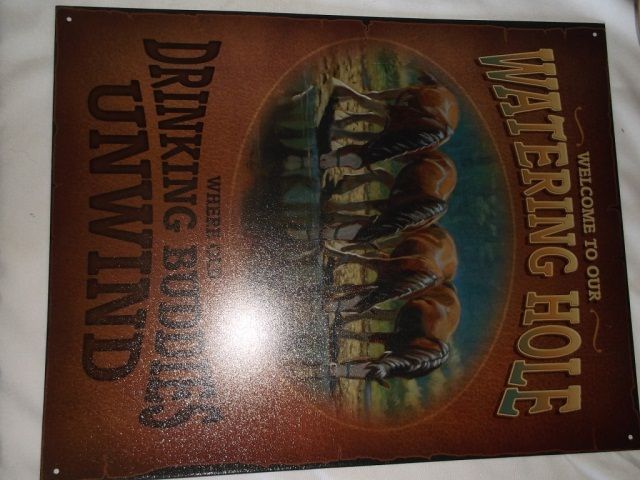 WELCOME TO OUR
WATERING HOLE
WHERE OLD
DRINKING BUDDIES
UNWIND